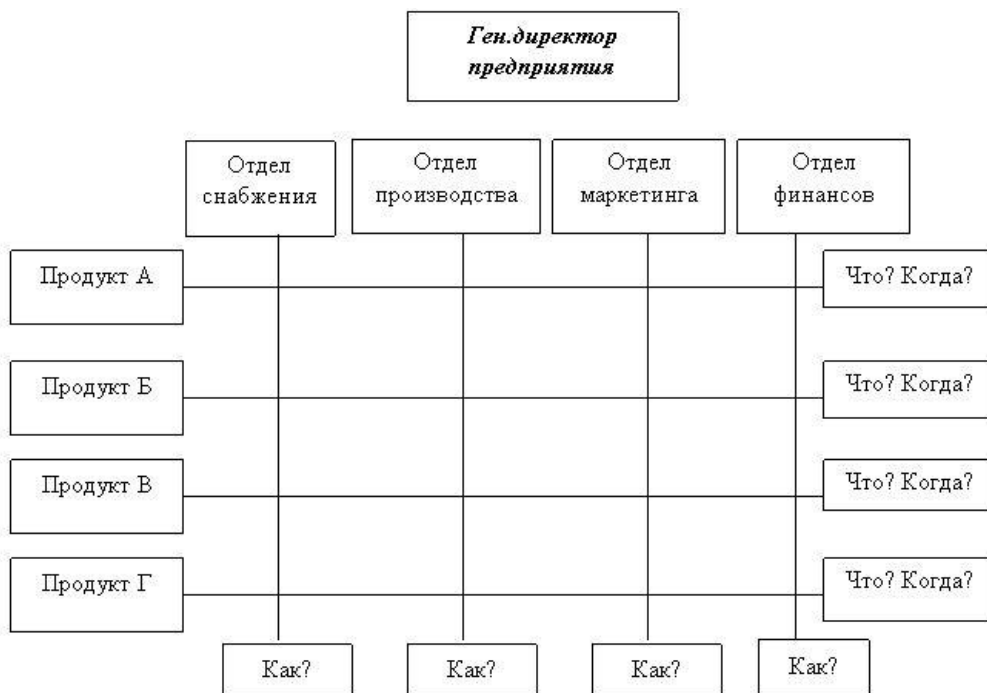 Ген.директор
предприятия
Отдел
снабжения
Отдел
производства
Отдел
маркетинга
Отдел
финансов
Продукт А
Что? Когда?
Продукт Б
Что? Когда?
Продукт В
Что? Когда?
Продукт Г
Что? Когда?
Как?
Как?
Как?
Как?